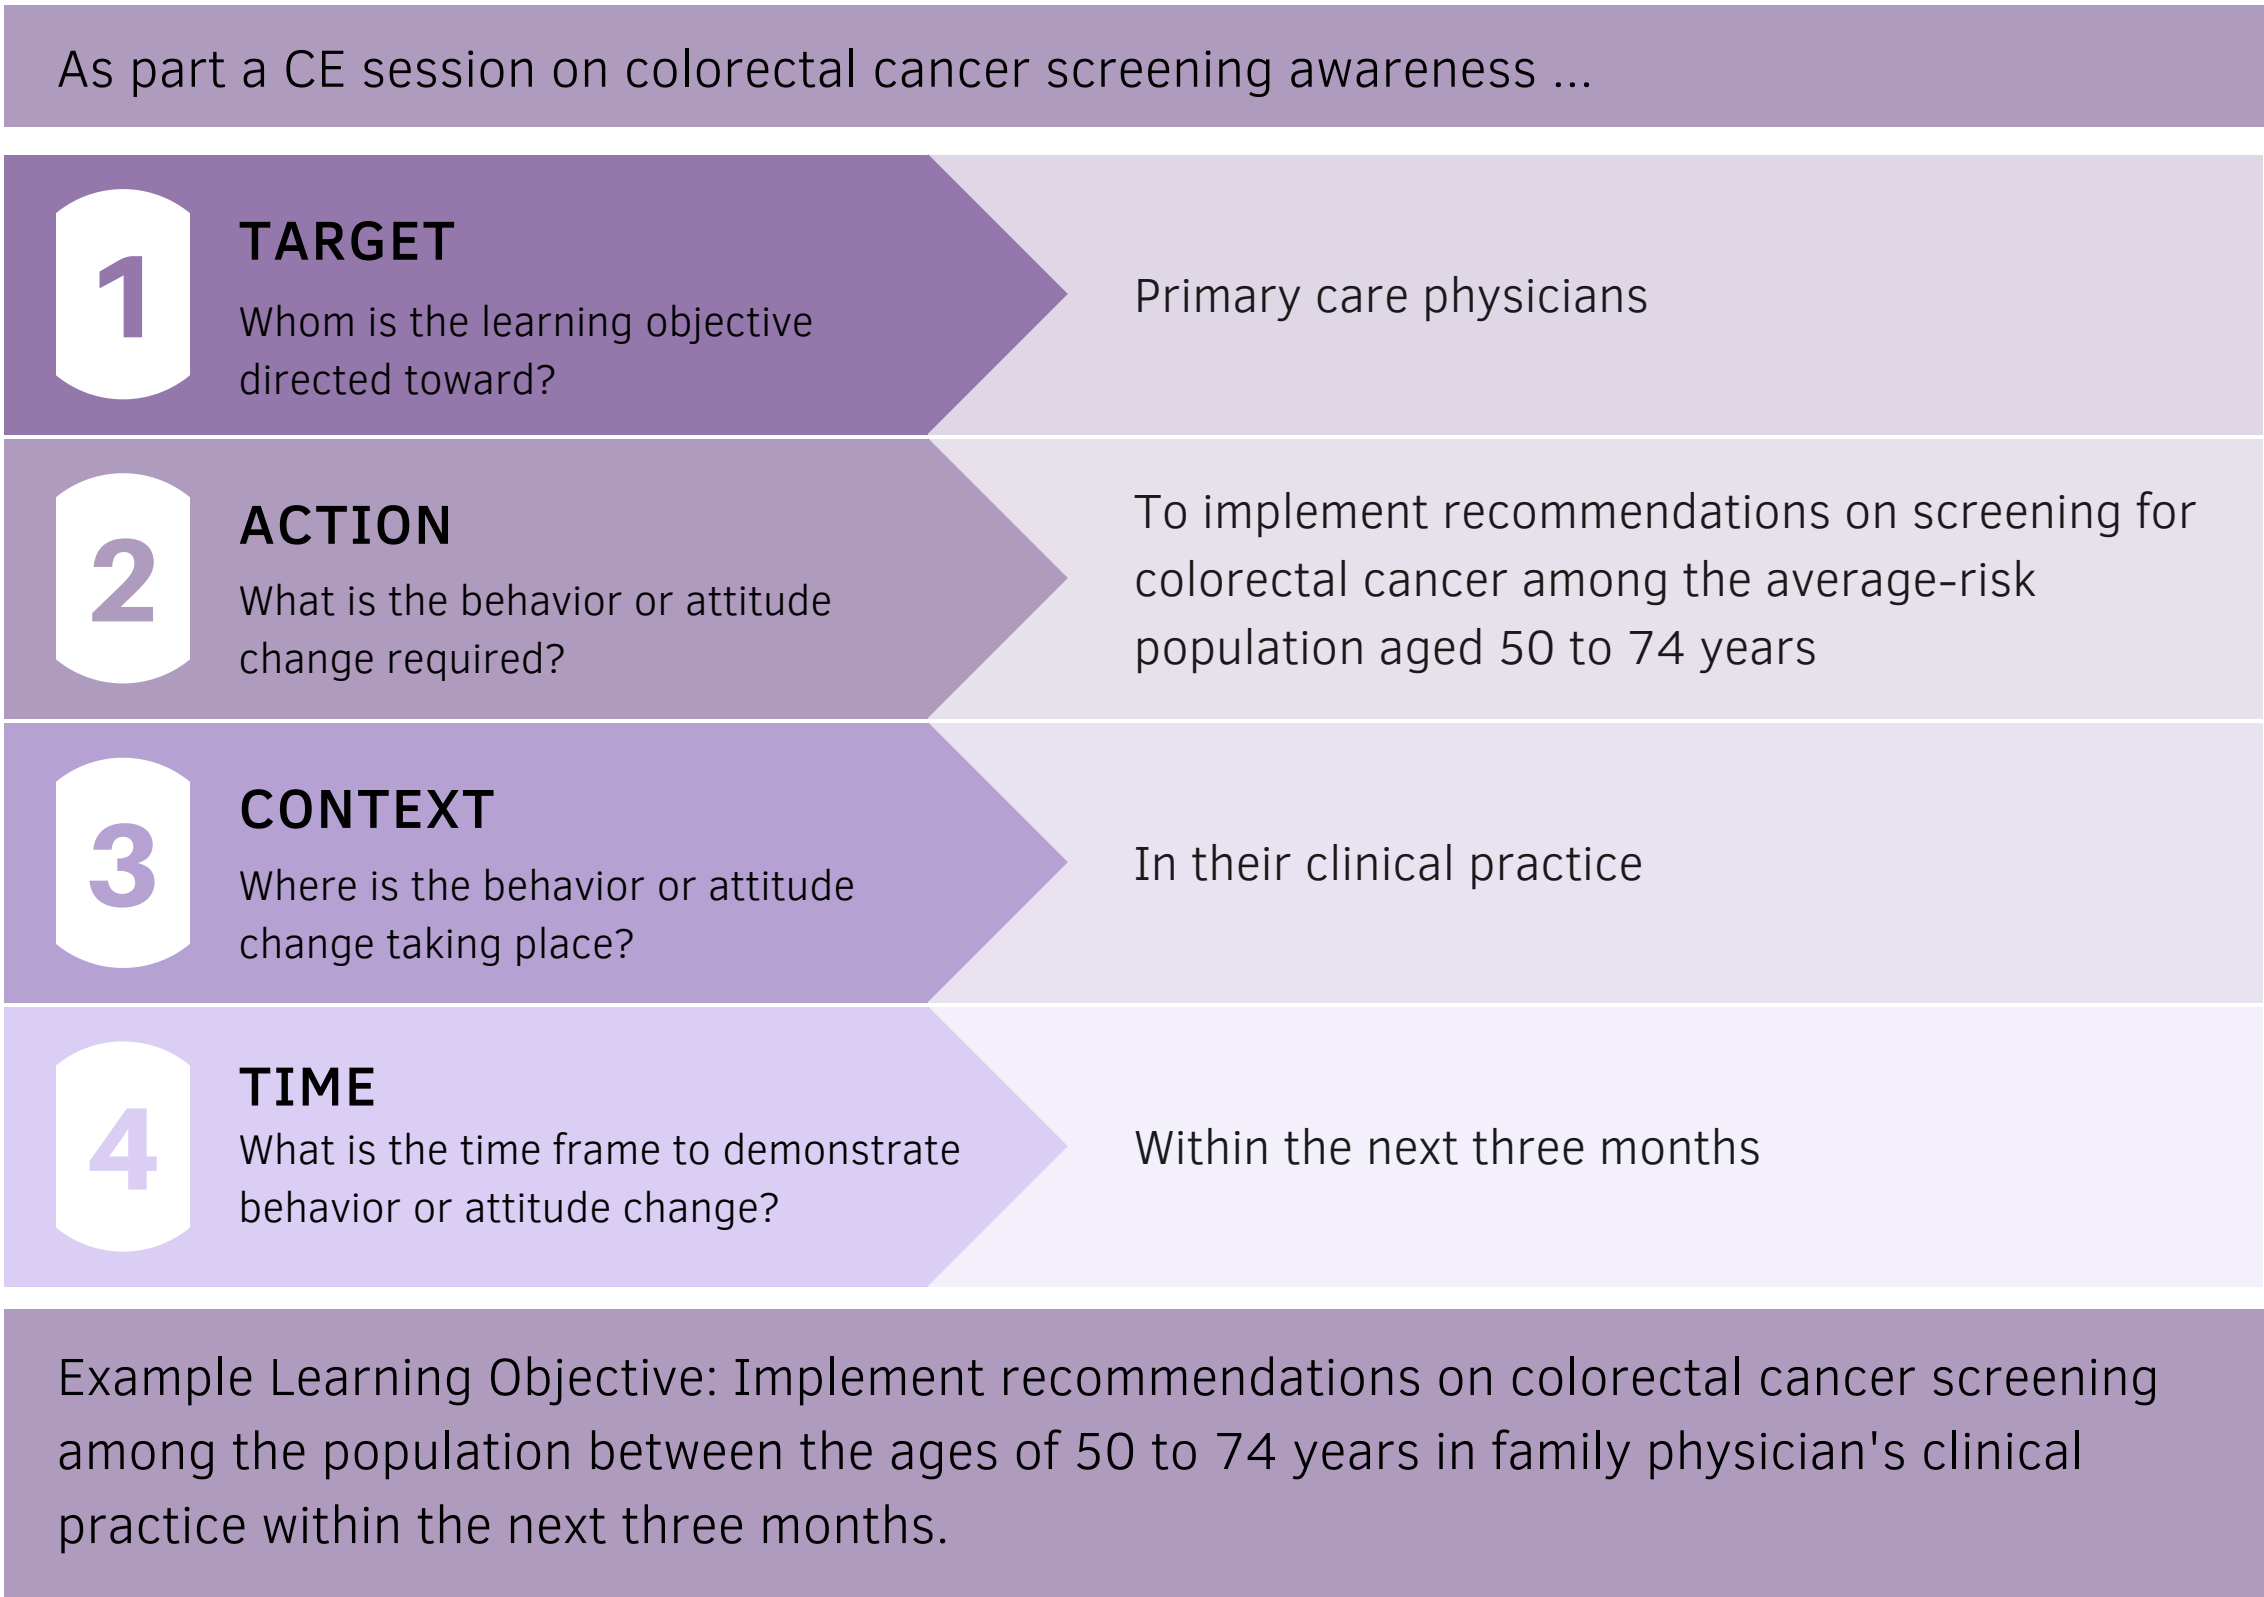 As part a CE session on colorectal cancer screening awareness ...
1
TARGET
Whom is the learning objective
directed toward?
Primary care physicians
2
ACTION
What is the behavior or attitude
change required?
To implement recommendations on screening for
colorectal cancer among the average-risk
population aged 50 to 74 years
3
CONTEXT
Where is the behavior or attitude
change taking place?
In their clinical practice
4
TIME
What is the time frame to demonstrate
behavior or attitude change?
Within the next three months
Example Learning Objective: Implement recommendations on colorectal cancer screening
among the population between the ages of 50 to 74 years in family physician's clinical
practice within the next three months.